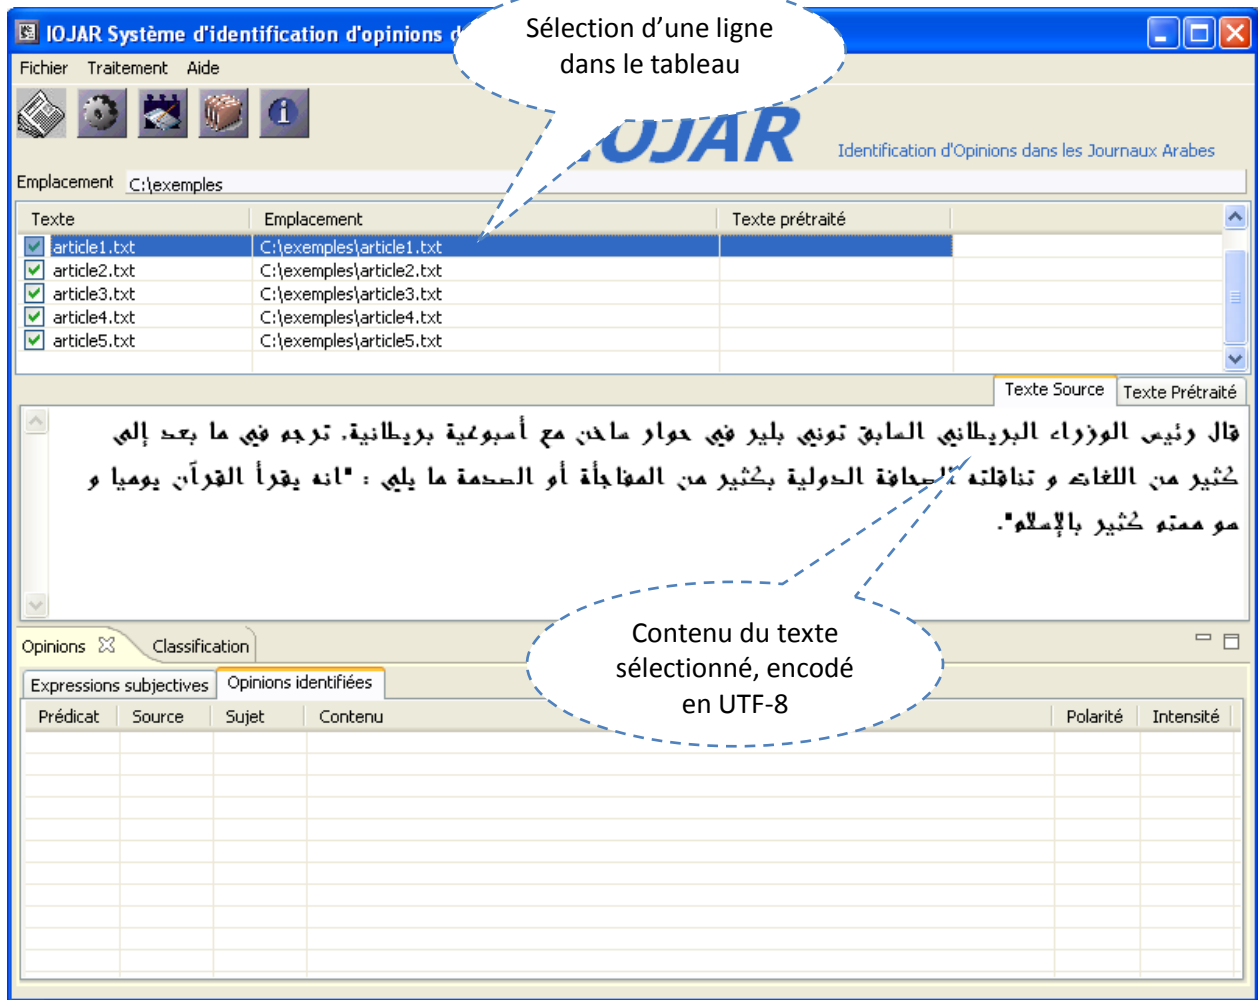 IOJAR Système d'identification d'opinions d
Sélection d'une ligne
dans le tableau
Fichier Traitement Aide
IOJAR
Identification d'Opinions dans les Journaux Arabes
Emplacement C:\exemples
Texte Emplacement Texte prétraité
article1.txt C:\exemples\article1.txt
article2.txt C:\exemples\article2.txt
article3.txt C:\exemples\article3.txt
article4.txt C:\exemples\article4.txt
article5.txt C:\exemples\article5.txt
Texte Source Texte Prétraité
قال رئيس الوزراء البريطاني السابق توني بلير في حوار ساخن مع أسبوعية بريطانية، ترجم في ما بعد إلى
كثير من اللغات و تناقلته الصحافة الدولية بكثير من المفاجأة أو الصدمة ما يلي : "انه يقرأ القرآن يوميا و
هو مهتم كثير بالإسلام".
Contenu du texte
sélectionné, encodé
en UTF-8
Opinions Classification
Expressions subjectives Opinions identifiées
Prédicat Source Sujet Contenu Polarité Intensité